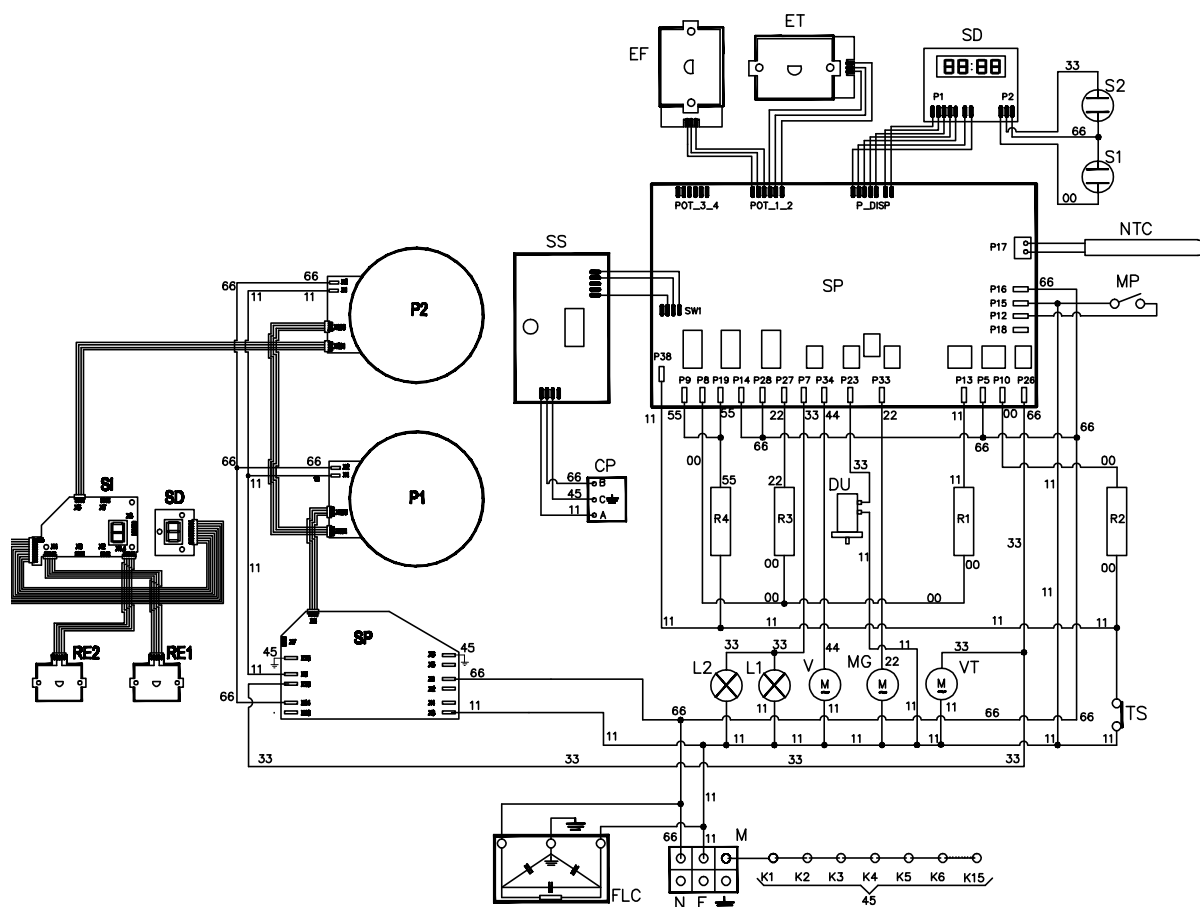 EF
ET
SD
88:88
P1
P2
33
S2
66
S1
00
POT_3_4
POT_1_2
P_DISP
NTC
P17
SS
SP
MP
P16
66
P15
P12
P18
SW1
P38
P9 P8 P19 P14 P28 P27 P7 P34 P23 P33 P13 P5 P10 P26
11 55 55 22 33 44 22 11 00 66
66 66 66
66 66
11 11
P2
66 66
11
P1
00 33 00 00
CP
66 B
45 C
11 A
55 22 DU 11
R4 R3 R1 R2
11 33
00 00 00
11
SI SD
11
00 00 00
11 11 11 11 11
SP
RE2 RE1
45 45
11 66
66 11
33 33 44 11 33
L2 L1 V MG 22 VT
M M M
11 11 11 11
66 66 66
TS
11 11 11 11 11 11 11 11
33 33 33 33
11
66 11 M
FLC
K1 K2 K3 K4 K5 K6 K15
N F
45